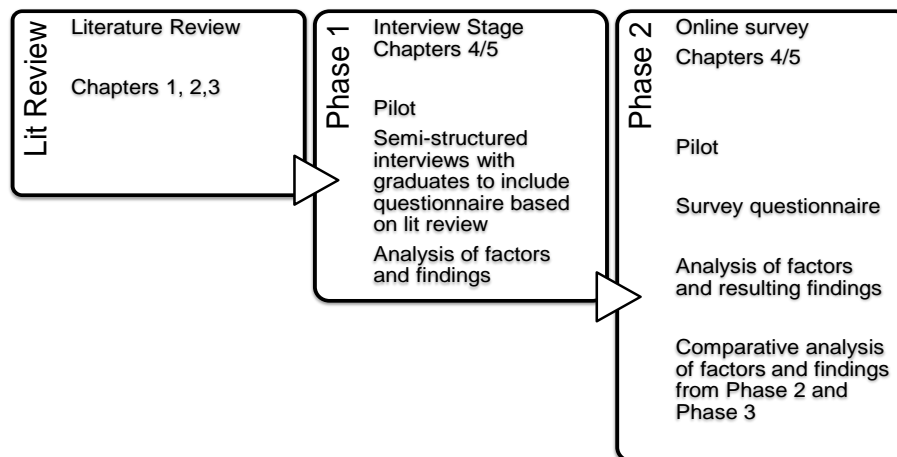 Lit Review
Literature Review
Chapters 1, 2,3
Phase 1
Interview Stage
Chapters 4/5
Pilot
Semi-structured
interviews with
graduates to include
questionnaire based
on lit review
Analysis of factors
and findings
Phase 2
Online survey
Chapters 4/5
Pilot
Survey questionnaire
Analysis of factors
and resulting findings
Comparative analysis
of factors and findings
from Phase 2 and
Phase 3